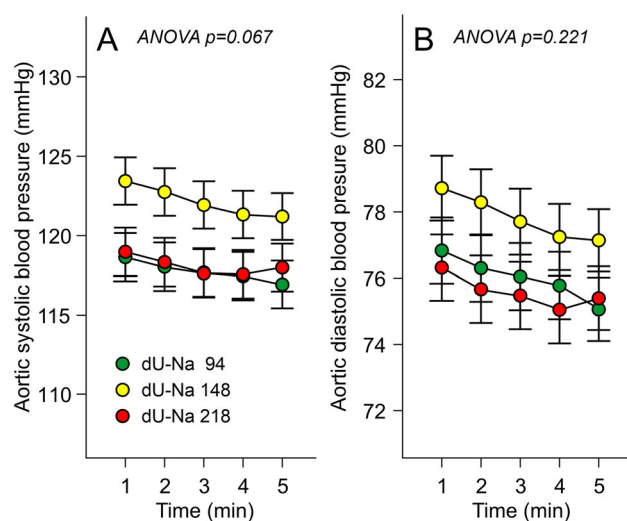 A ANOVA p=0.067
Aortic systolic blood pressure (mmHg)
130
125
120
115
110
dU-Na 94
dU-Na 148
dU-Na 218
1 2 3 4 5
Time (min)
B ANOVA p=0.221
Aortic diastolic blood pressure (mmHg)
82
80
78
76
74
72
1 2 3 4 5
Time (min)